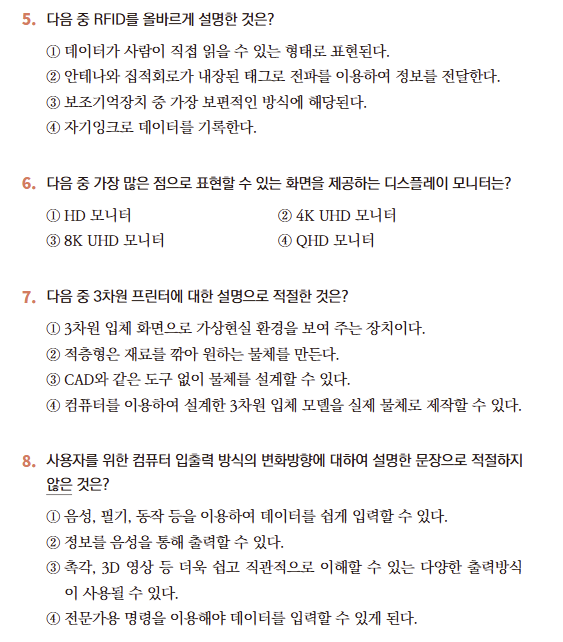 5. 다음 중 RFID를 올바르게 설명한 것은?
① 데이터가 사람이 직접 읽을 수 있는 형태로 표현된다.
② 안테나와 집적회로가 내장된 태그로 전파를 이용하여 정보를 전달한다.
③ 보조기억장치 중 가장 보편적인 방식에 해당된다.
④ 자기잉크로 데이터를 기록한다.
6. 다음 중 가장 많은 점으로 표현할 수 있는 화면을 제공하는 디스플레이 모니터는?
① HD 모니터 ② 4K UHD 모니터
③ 8K UHD 모니터 ④ QHD 모니터
7. 다음 중 3차원 프린터에 대한 설명으로 적절한 것은?
① 3차원 입체 화면으로 가상현실 환경을 보여 주는 장치이다.
② 적층형은 재료를 깎아 원하는 물체를 만든다.
③ CAD와 같은 도구 없이 물체를 설계할 수 있다.
④ 컴퓨터를 이용하여 설계한 3차원 입체 모델을 실제 물체로 제작할 수 있다.
8. 사용자를 위한 컴퓨터 입출력 방식의 변화방향에 대하여 설명한 문장으로 적절하지
않은 것은?
① 음성, 필기, 동작 등을 이용하여 데이터를 쉽게 입력할 수 있다.
② 정보를 음성을 통해 출력할 수 있다.
③ 촉각, 3D 영상 등 더욱 쉽고 직관적으로 이해할 수 있는 다양한 출력방식
이 사용될 수 있다.
④ 전문가용 명령을 이용해야 데이터를 입력할 수 있게 된다.